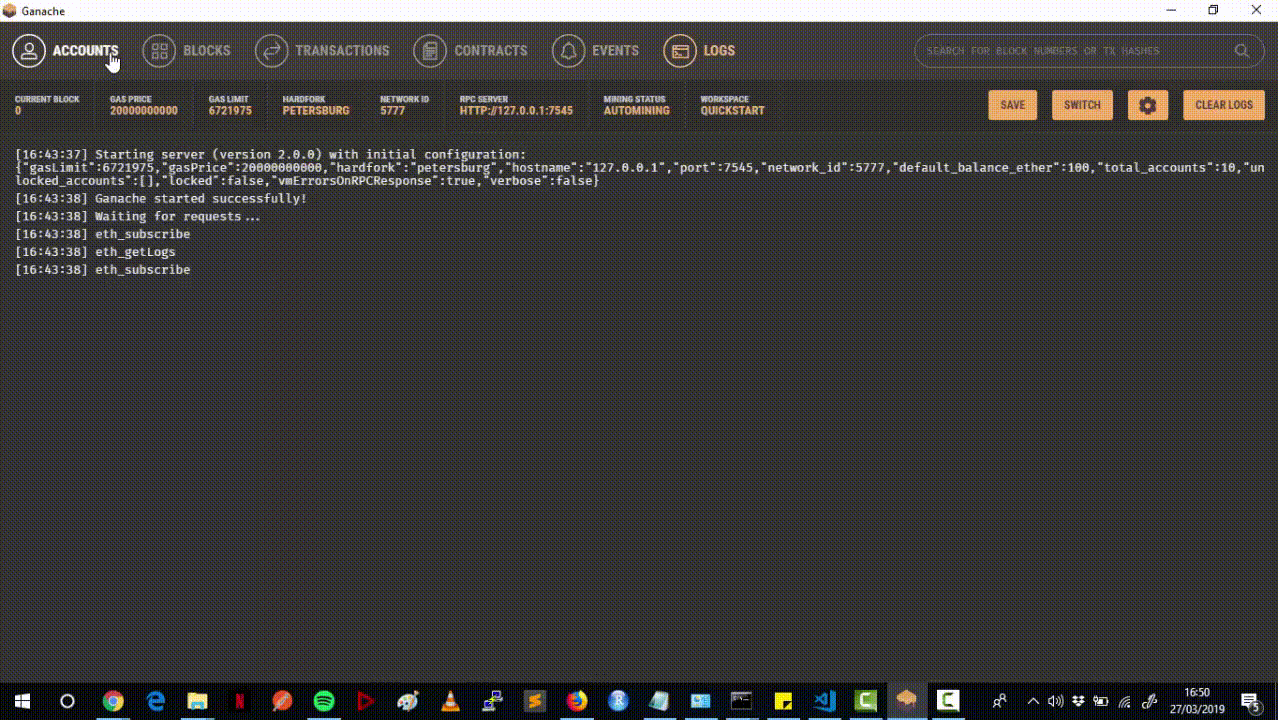 Ganache
ACCOUNTS BLOCKS TRANSACTIONS CONTRACTS EVENTS LOGS SEARCH FOR BLOCK NUMBERS OR TX HASHES
CURRENT BLOCK GAS PRICE GAS LIMIT HARDFORK NETWORK ID RPC SERVER MINING STATUS WORKSPACE
0 20000000000 6721975 PETERSBURG 5777 HTTP://127.0.0.1:7545 AUTOMINING QUICKSTART
SAVE SWITCH CLEAR LOGS
[16:43:37] Starting server (version 2.0.0) with initial configuration:
{"gasLimit":6721975,"gasPrice":20000000000,"hardfork":"petersburg","hostname":"127.0.0.1","port":7545,"network_id":5777,"default_balance_ether":100,"total_accounts":10,"un
locked_accounts":[],"locked":false,"vmErrorsOnRPCResponse":true,"verbose":false}
[16:43:38] Ganache started successfully!
[16:43:38] Waiting for requests...
[16:43:38] eth_subscribe
[16:43:38] eth_getLogs
[16:43:38] eth_subscribe
16:50
27/03/2019
5